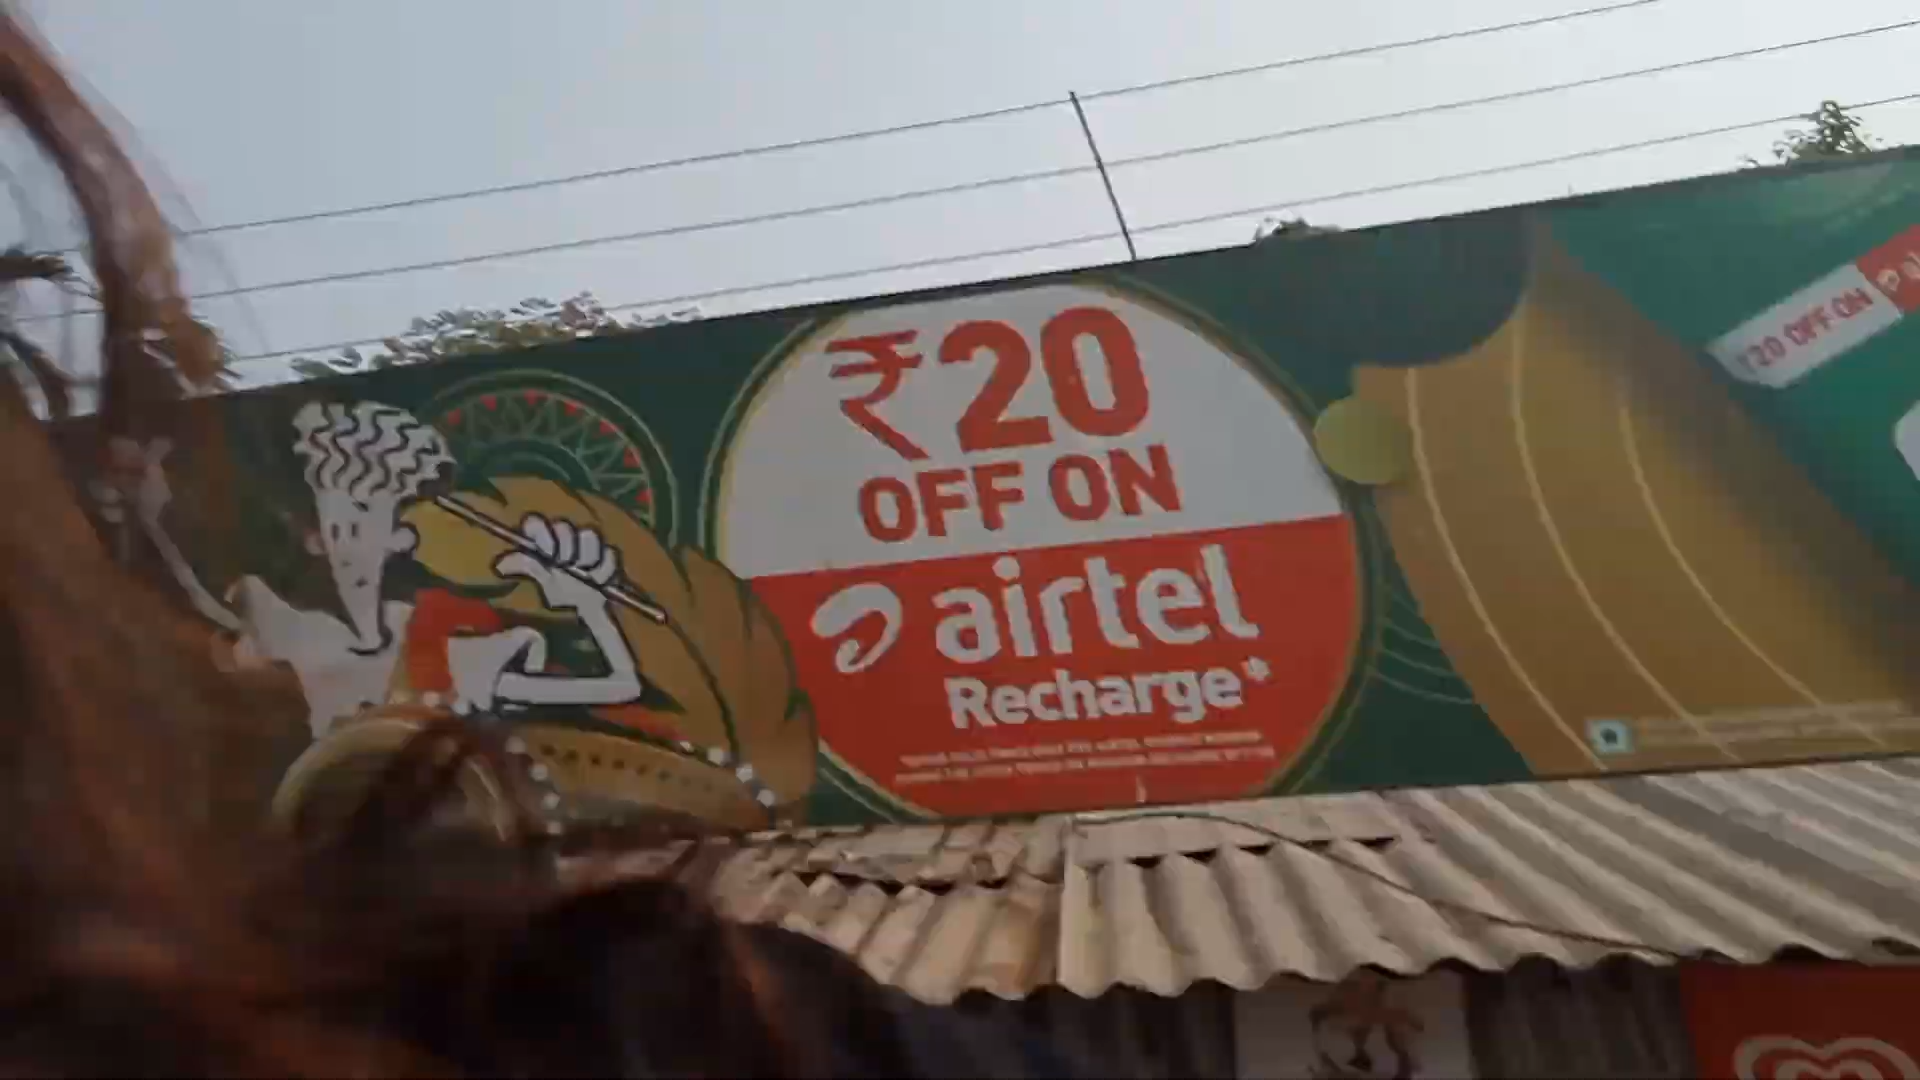 ₹20
OFF ON
airtel
Recharge*
₹20 OFF ON